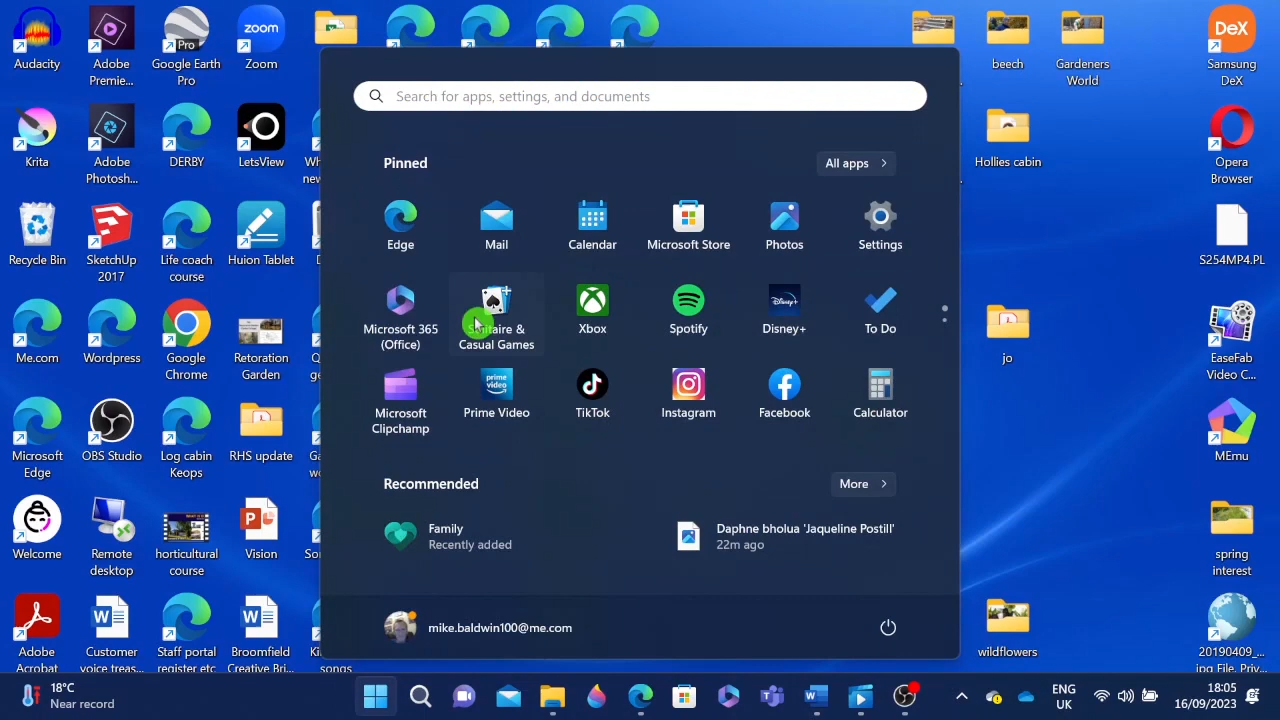 Audacity
Adobe
Premie...
Pro
Google Earth
Pro
zoom
Zoom
beech
Gardeners
World
DeX
Samsung
DeX
Search for apps, settings, and documents
Krita
Adobe
Photosh...
DERBY
LetsView
Hollies cabin
Opera
Browser
Pinned
All apps
Edge
Mail
Calendar
Microsoft Store
Photos
Settings
Recycle Bin
SketchUp
2017
Life coach
course
Huion Tablet
S254MP4.PL
Microsoft 365
(Office)
Solitaire &
Casual Games
Xbox
Spotify
Disney+
Disney+
To Do
Me.com
Wordpress
Google
Chrome
Retoration
Garden
jo
EaseFab
Video C...
Microsoft
Clipchamp
prime
video
Prime Video
TikTok
Instagram
Facebook
Calculator
Microsoft
Edge
OBS Studio
Log cabin
Keops
RHS update
MEmu
Recommended
More
Family
Recently added
Daphne bholua 'Jaqueline Postill'
22m ago
Welcome
Remote
desktop
horticultural
course
Vision
spring
interest
mike.baldwin100@me.com
Adobe
Acrobat
Customer
voice treas...
Staff portal
register etc
Broomfield
Creative Bri...
songs
wildflowers
20190409_...
ing File, Priv...
18°C
Near record
ENG
UK
18:05
16/09/2023